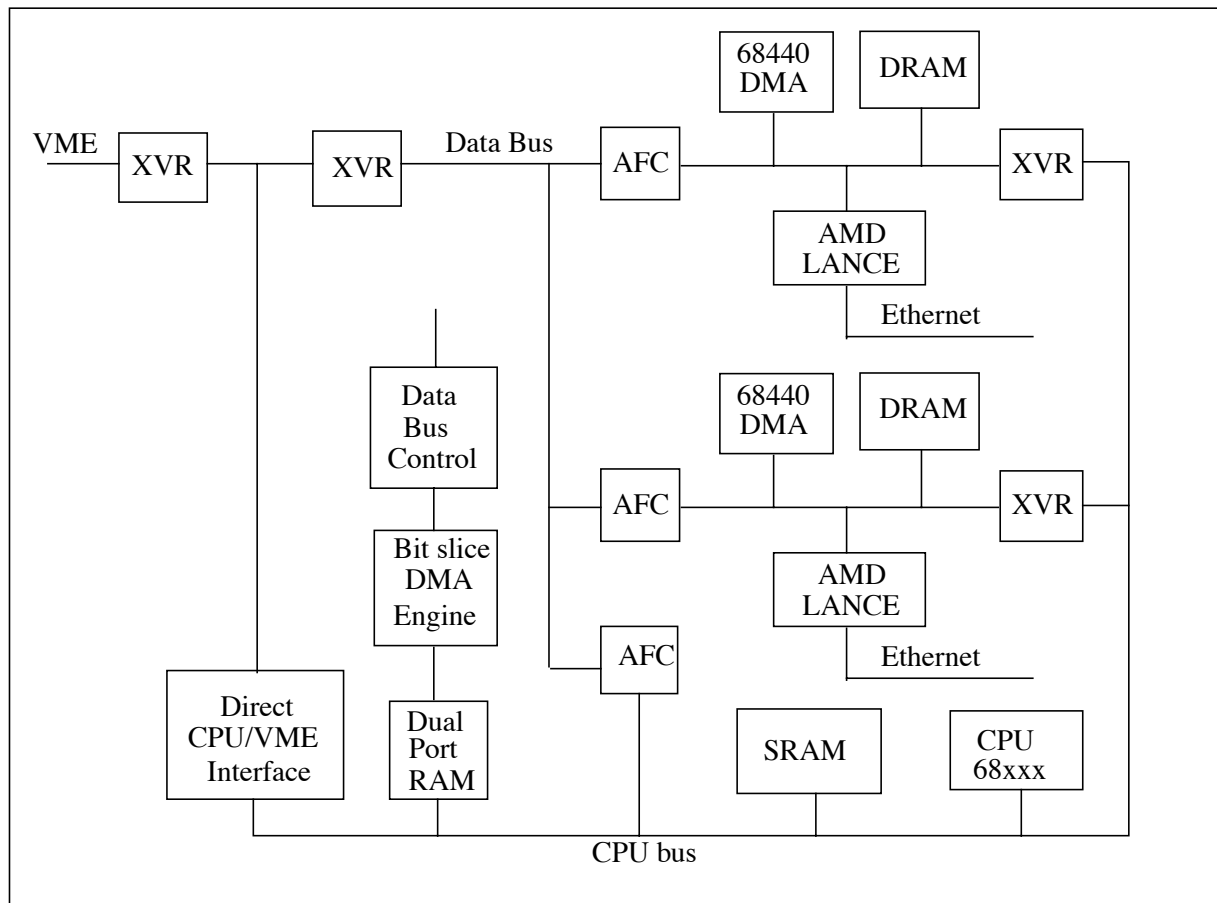 68440
DMA
DRAM
VME
XVR
XVR
Data Bus
AFC
XVR
AMD
LANCE
Ethernet
68440
DMA
DRAM
Data
Bus
Control
AFC
XVR
Bit slice
DMA
Engine
AMD
LANCE
AFC
Ethernet
Direct
CPU/VME
Interface
Dual
Port
RAM
SRAM
CPU
68xxx
CPU bus